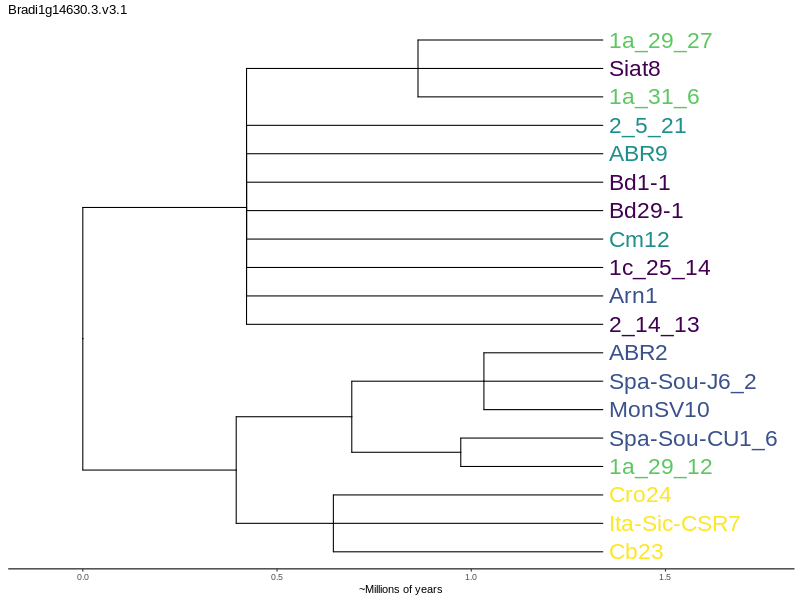 Bradi1g14630.3.v3.1
1a_29_27
Siat8
1a_31_6
2_5_21
ABR9
Bd1-1
Bd29-1
Cm12
1c_25_14
Arn1
2_14_13
ABR2
Spa-Sou-J6_2
MonSV10
Spa-Sou-CU1_6
1a_29_12
Cro24
Ita-Sic-CSR7
Cb23
0.0 0.5 1.0 1.5
~Millions of years